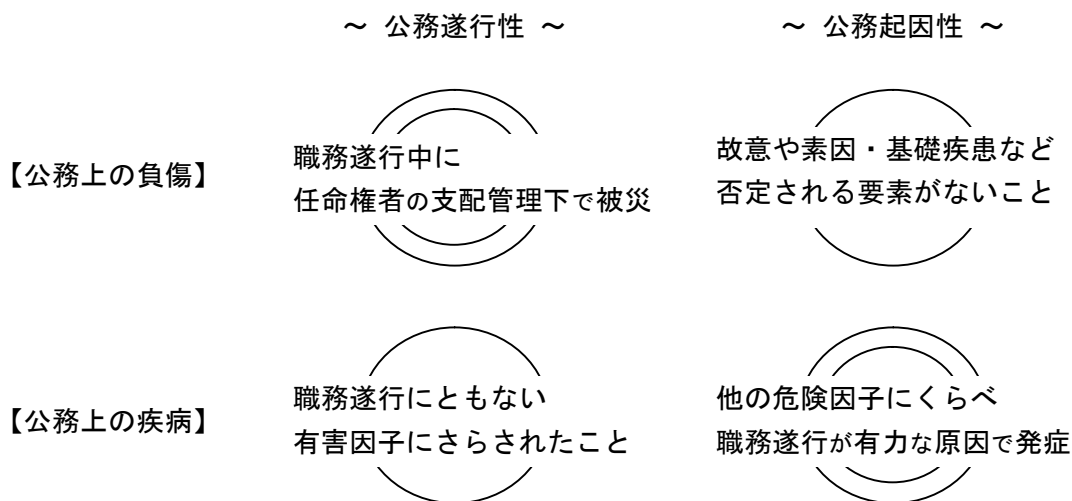 ～ 公務遂行性 ～
～ 公務起因性 ～
【公務上の負傷】
職務遂行中に
任命権者の支配管理下で被災
故意や素因・基礎疾患など
否定される要素がないこと
【公務上の疾病】
職務遂行にともない
有害因子にさらされたこと
他の危険因子にくらべ
職務遂行が有力な原因で発症